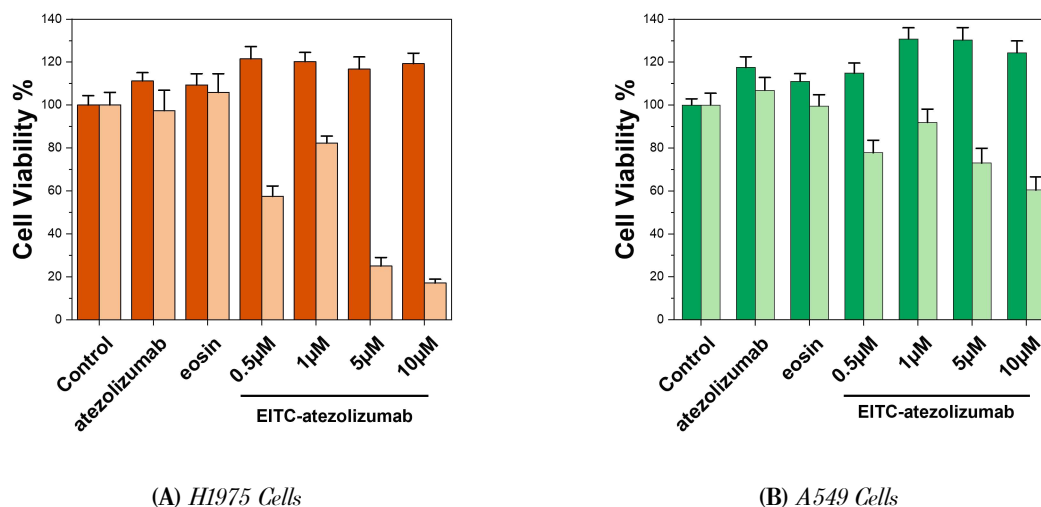 Cell Viability %
140
120
100
80
60
40
20
0
Control
atezolizumab
eosin
0.5µM
1µM
5µM
10µM
EITC-atezolizumab
(A) H1975 Cells
Cell Viability %
140
120
100
80
60
40
20
0
Control
atezolizumab
eosin
0.5µM
1µM
5µM
10µM
EITC-atezolizumab
(B) A549 Cells